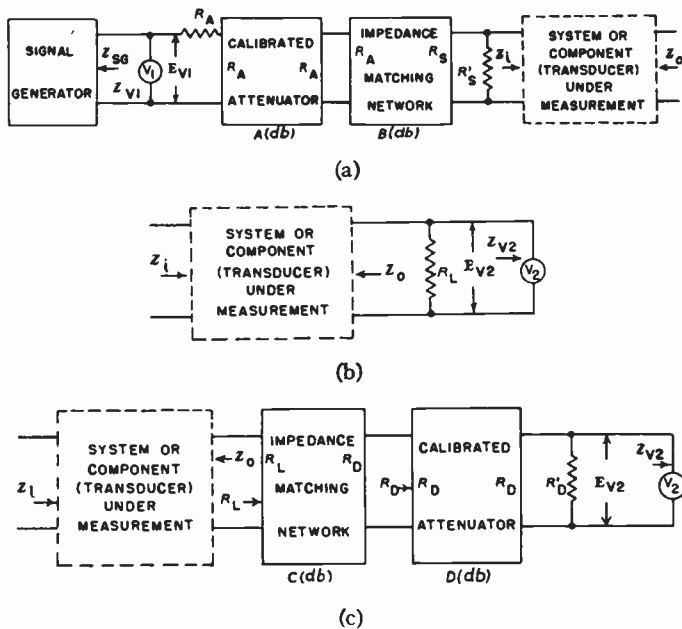 SIGNAL
GENERATOR
Z_SG
Z_V1
V_1
E_V1
R_A
CALIBRATED
R_A R_A
ATTENUATOR
A(db)
IMPEDANCE
R_A R_S
MATCHING
NETWORK
B(db)
R'_S
Z_i
SYSTEM OR
COMPONENT
(TRANSDUCER)
UNDER
MEASUREMENT
Z_o
(a)
Z_i
SYSTEM OR
COMPONENT
(TRANSDUCER)
UNDER
MEASUREMENT
Z_o
R_L
E_V2
Z_V2
V_2
(b)
Z_i
SYSTEM OR
COMPONENT
(TRANSDUCER)
UNDER
MEASUREMENT
Z_o
R_L
IMPEDANCE
R_L R_D
MATCHING
NETWORK
C(db)
R_D
CALIBRATED
R_D R_D
ATTENUATOR
D(db)
R'_D
E_V2
Z_V2
V_2
(c)